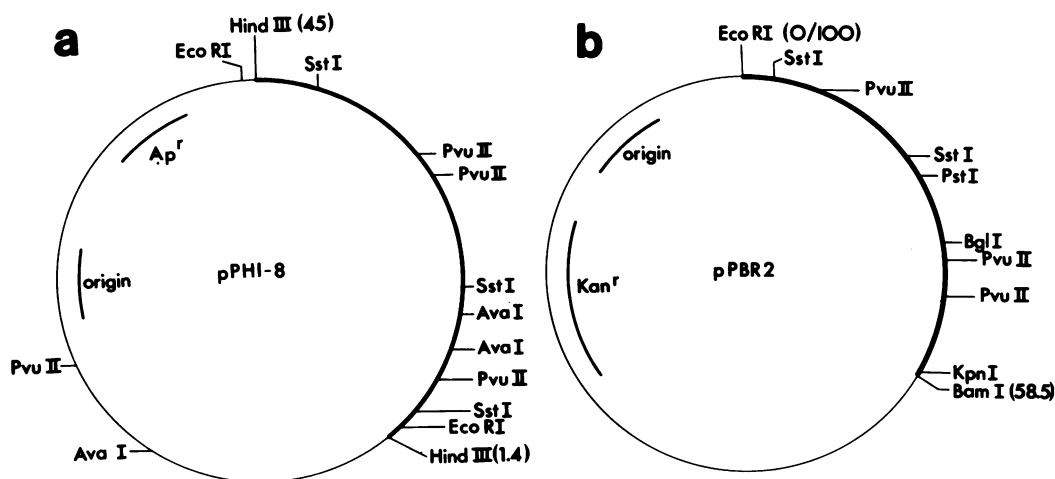 a
Hind III (45)
Eco RI
Sst I
Apr
Pvu II
Pvu II
origin
pPHI-8
Sst I
Ava I
Ava I
Pvu II
Pvu II
Sst I
Eco RI
Ava I
Hind III (1.4)
b
Eco RI (0/100)
Sst I
Pvu II
origin
Sst I
Pst I
Bgl I
Pvu II
Kanr
pPBR2
Pvu II
Kpn I
Bam I (58.5)